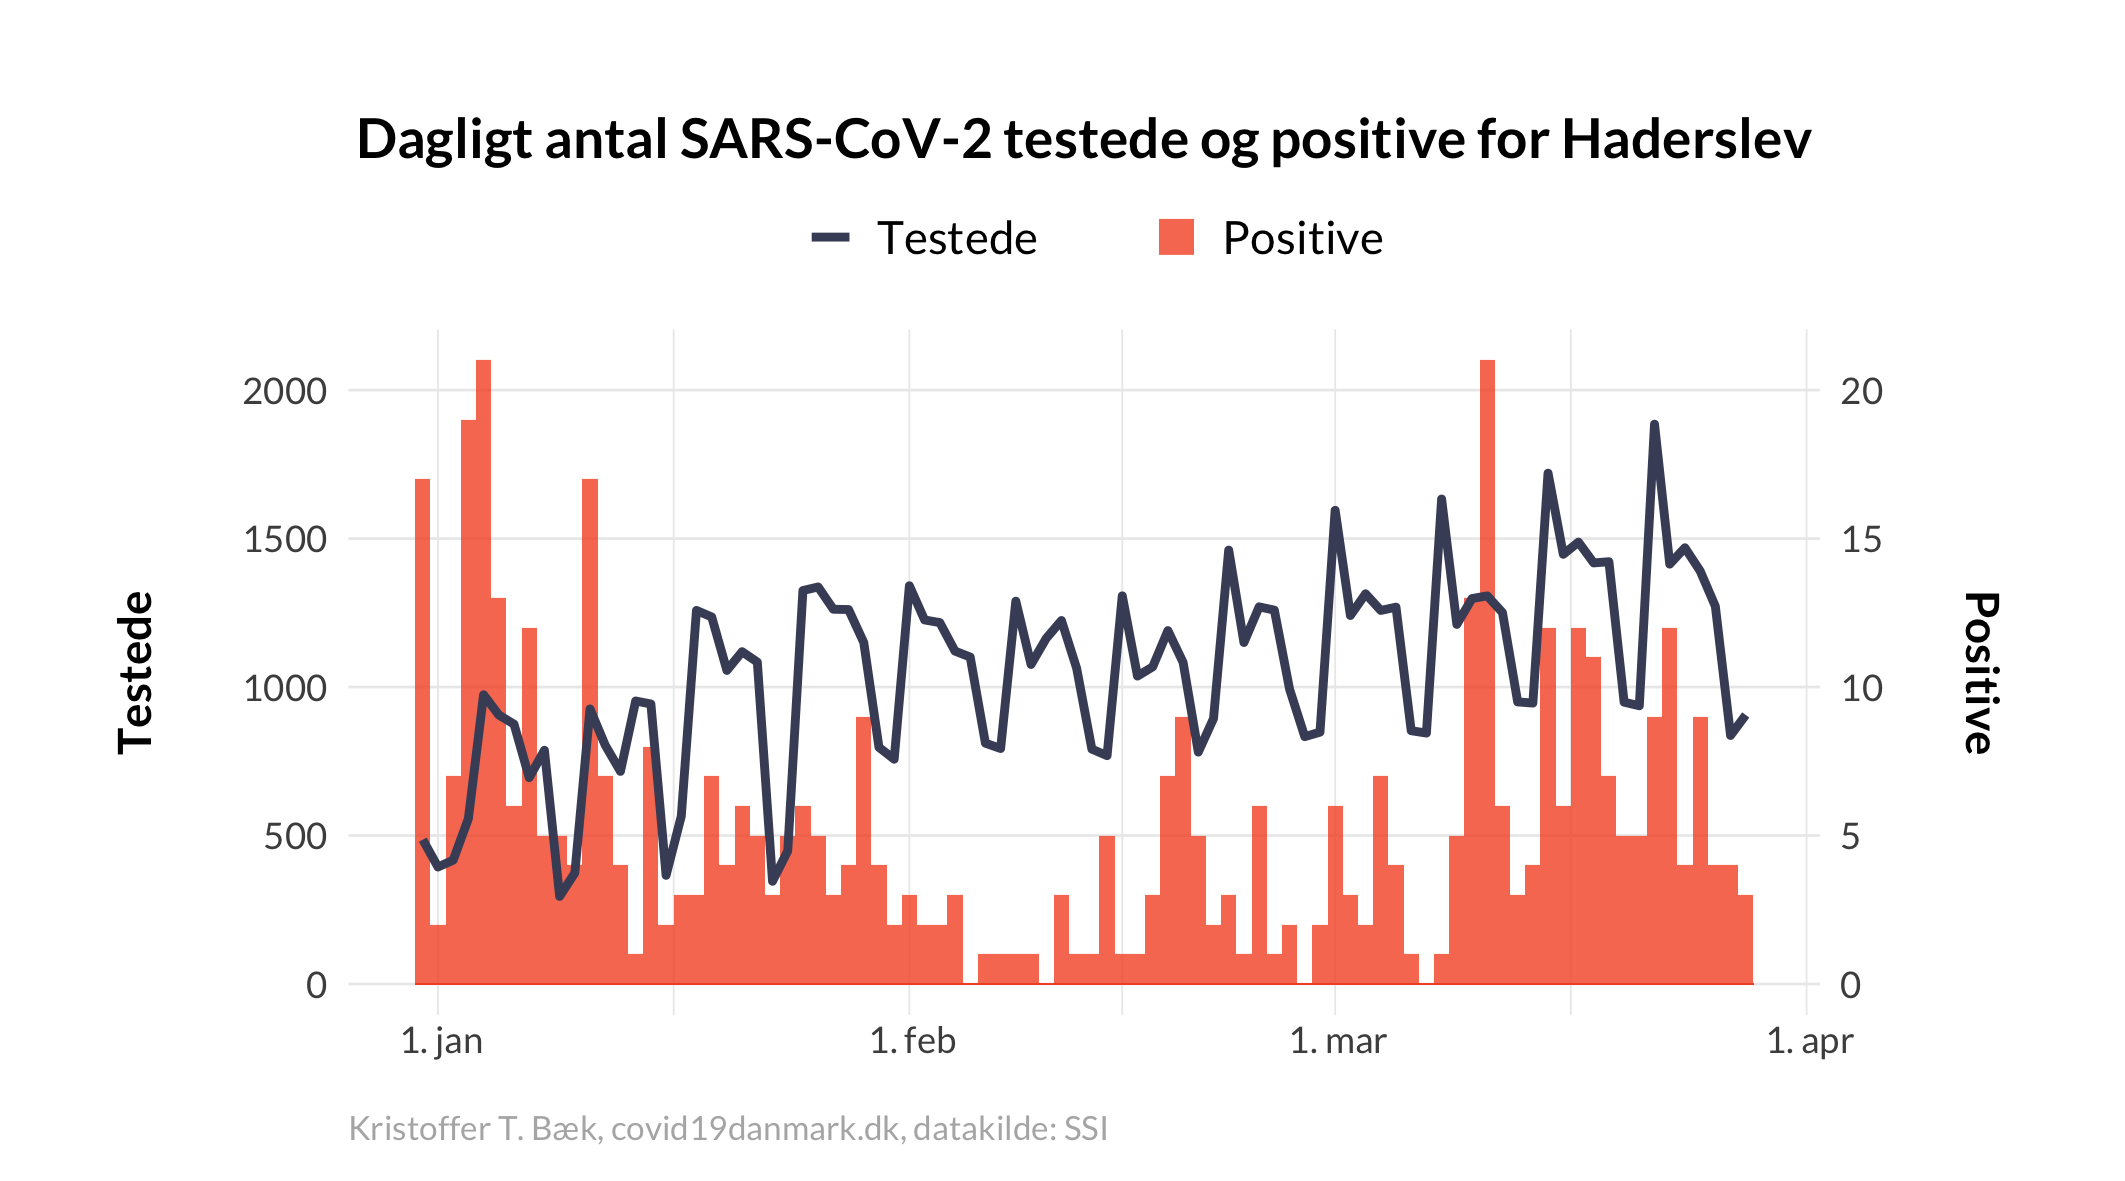 Dagligt antal SARS-CoV-2 testede og positive for Haderslev
Testede Positive
2000 20
1500 15
1000 10
500 5
0 0
Testede
Positive
1. jan 1. feb 1. mar 1. apr
Kristoffer T. Bæk, covid19danmark.dk, datakilde: SSI